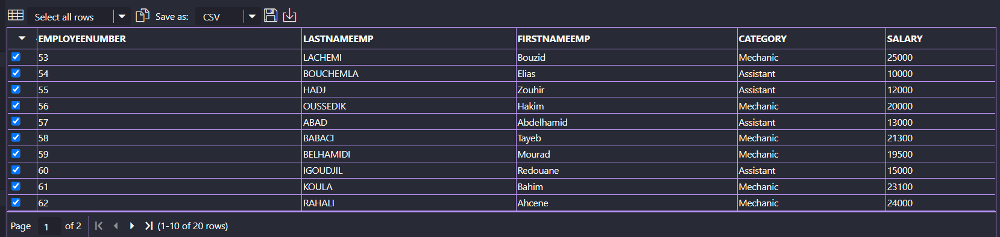 Select all rows Save as: CSV
EMPLOYEENUMBER LASTNAMEEMP FIRSTNAMEEMP CATEGORY SALARY
53 LACHEMI Bouzid Mechanic 25000
54 BOUCHEMLA Elias Assistant 10000
55 HADJ Zouhir Assistant 12000
56 OUSSEDIK Hakim Mechanic 20000
57 ABAD Abdelhamid Assistant 13000
58 BABACI Tayeb Mechanic 21300
59 BELHAMIDI Mourad Mechanic 19500
60 IGOUDJIL Redouane Assistant 15000
61 KOULA Bahim Mechanic 23100
62 RAHALI Ahcene Mechanic 24000
Page 1 of 2 (1-10 of 20 rows)